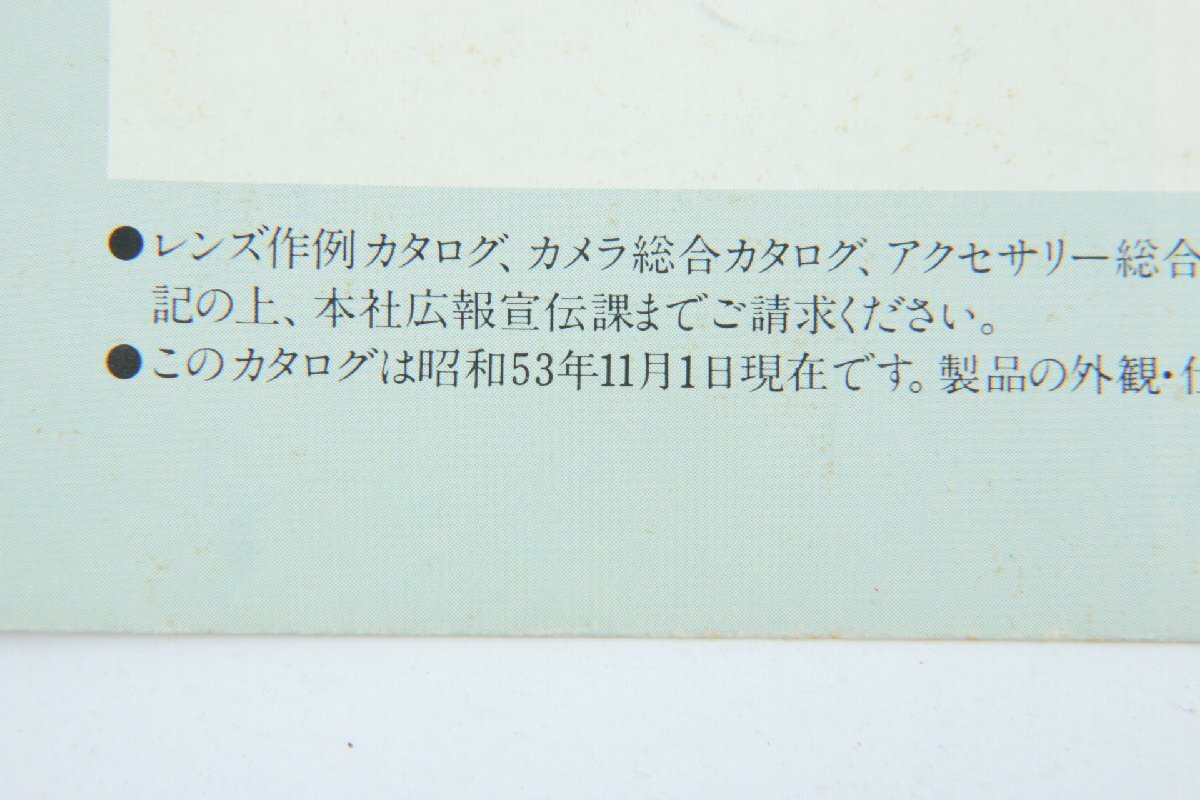 ●レンズ作例カタログ、カメラ総合カタログ、アクセサリー総合
記の上、本社広報宣伝課までご請求ください。
●このカタログは昭和53年11月1日現在です。製品の外観・仕